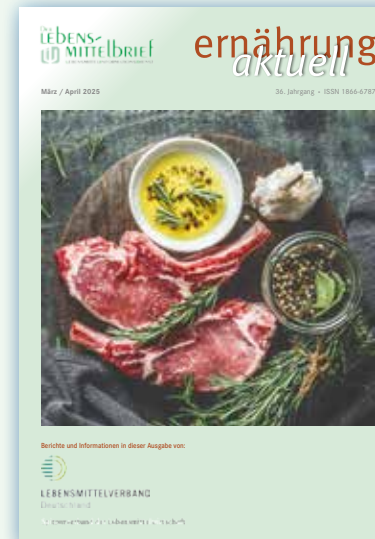 Der
LEBENS-
MITTELBRIEF
ernährung
aktuell
März / April 2025
36. Jahrgang • ISSN 1866-6787
Berichte und Informationen in dieser Ausgabe von:
LEBENSMITTELVERBAND
Deutschland